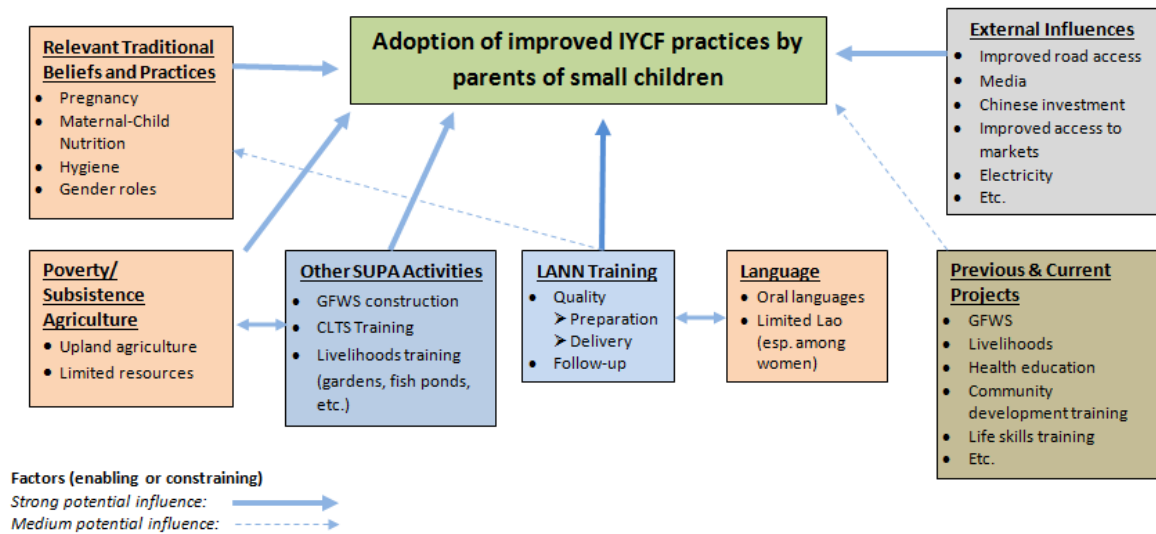 Relevant Traditional
Beliefs and Practices
• Pregnancy
• Maternal-Child
Nutrition
• Hygiene
• Gender roles
Adoption of improved IYCF practices by
parents of small children
External Influences
• Improved road access
• Media
• Chinese investment
• Improved access to
markets
• Electricity
• Etc.
Poverty/
Subsistence
Agriculture
• Upland agriculture
• Limited resources
Other SUPA Activities
• GFWS construction
• CLTS Training
• Livelihoods training
(gardens, fish ponds,
etc.)
LANN Training
• Quality
➢ Preparation
➢ Delivery
• Follow-up
Language
• Oral languages
• Limited Lao
(esp. among
women)
Previous & Current
Projects
• GFWS
• Livelihoods
• Health education
• Community
development training
• Life skills training
• Etc.
Factors (enabling or constraining)
Strong potential influence:
Medium potential influence: